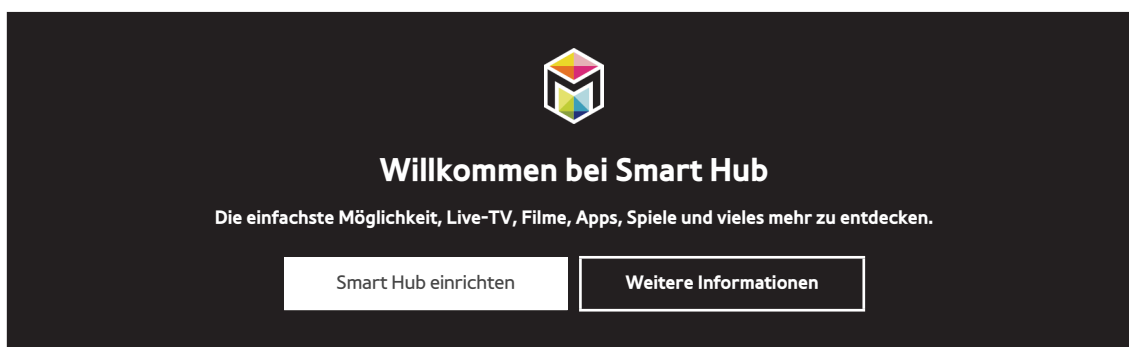 Willkommen bei Smart Hub
Die einfachste Möglichkeit, Live-TV, Filme, Apps, Spiele und vieles mehr zu entdecken.
Smart Hub einrichten
Weitere Informationen